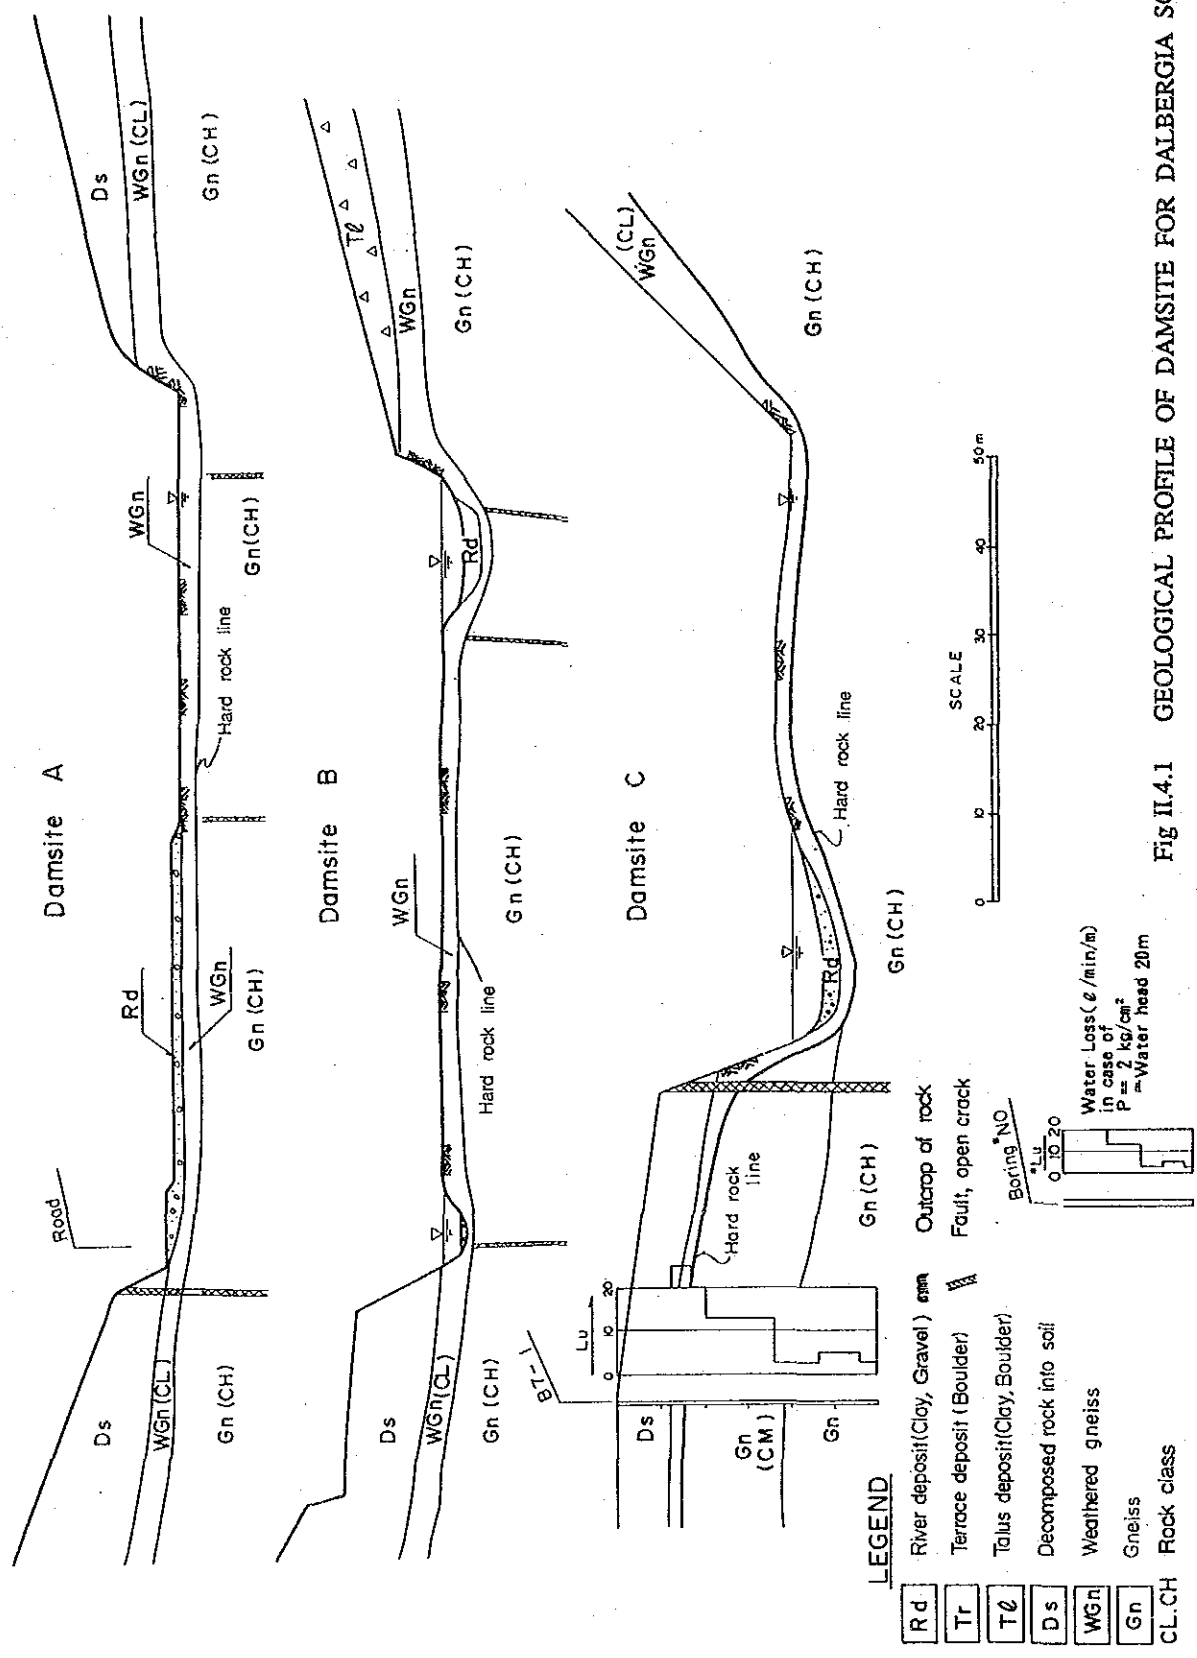 Damsite A
Road
Rd
WGn
Ds
Ds
WGn(CL)
WGn(CL)
WGn
Gn(CH)
Gn(CH)
Gn(CH)
Gn(CH)
Hard rock line
Damsite B
WGn
Tl
Ds
WGn
WGn(CL)
Rd
Gn(CH)
Gn(CH)
Gn(CH)
Hard rock line
Damsite C
B7-1
Lu
0 10 20
Ds
Gn
(CM)
Gn
Hard rock
line
Gn(CH)
Rd
Gn(CH)
Hard rock line
(CL)
WGn
Gn(CH)
SCALE
0 10 20 30 40 50m
LEGEND
Rd River deposit(Clay, Gravel) Outcrop of rock
Tr Terrace deposit(Boulder) Fault, open crack
Tl Talus deposit(Clay, Boulder)
Ds Decomposed rock into soil
WGn Weathered gneiss
Gn Gneiss
CL.CH Rock class
Boring *NO
*Lu
0 10 20
Water Loss(ℓ/min/m)
in case of
P = 2 kg/cm²
=Water head 20m
Fig II.4.1 GEOLOGICAL PROFILE OF DAMSITE FOR DALBERGIA